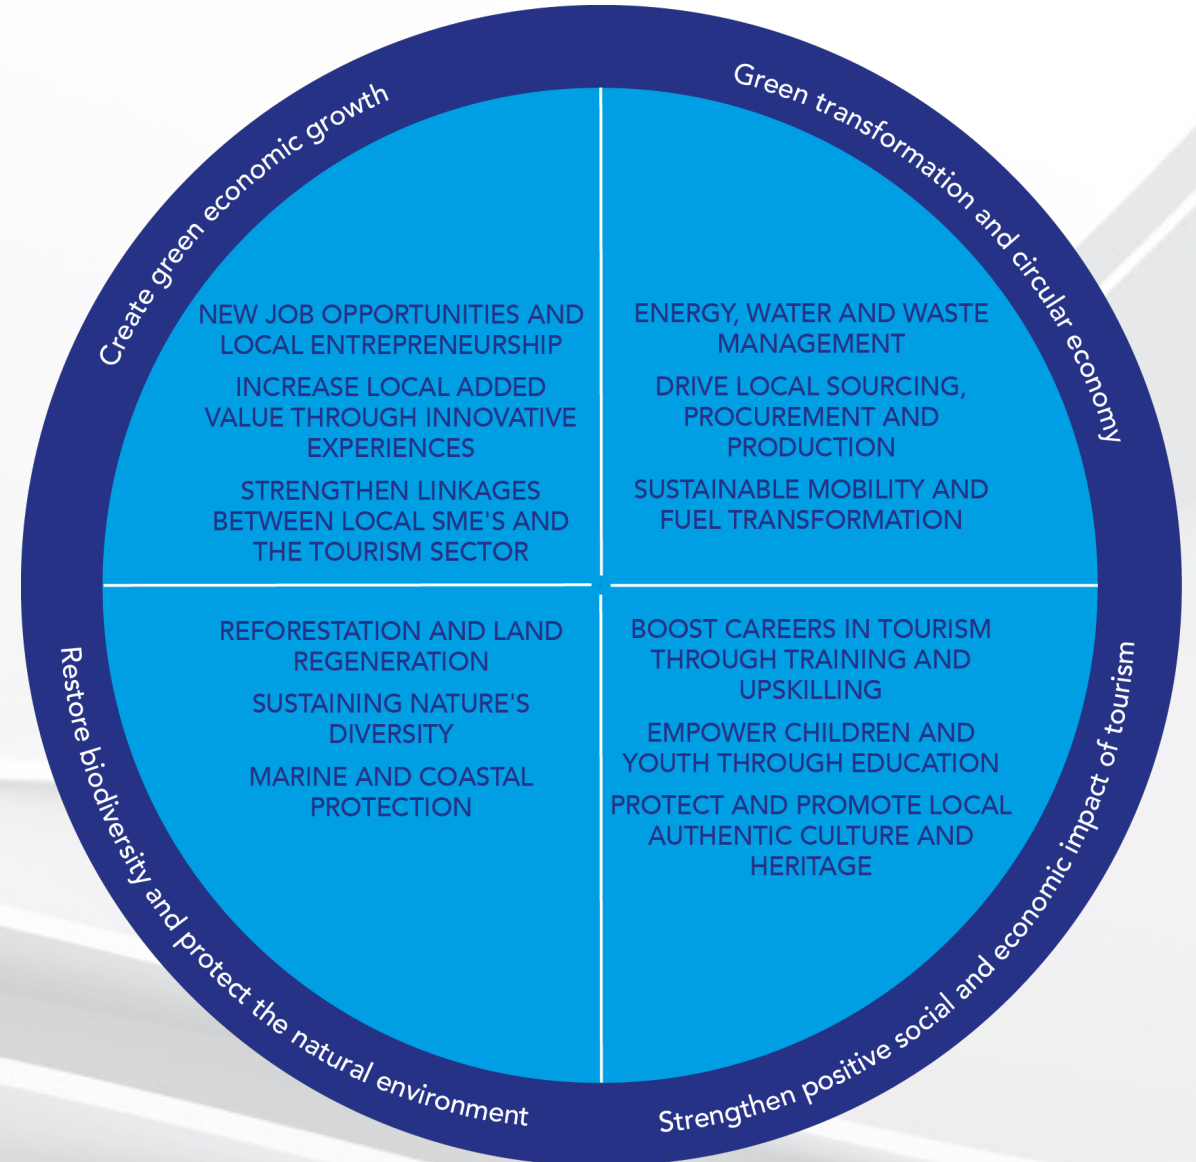 Create green economic growth
Green transformation and circular economy
NEW JOB OPPORTUNITIES AND
LOCAL ENTREPRENEURSHIP
INCREASE LOCAL ADDED
VALUE THROUGH INNOVATIVE
EXPERIENCES
STRENGTHEN LINKAGES
BETWEEN LOCAL SME'S AND
THE TOURISM SECTOR
ENERGY, WATER AND WASTE
MANAGEMENT
DRIVE LOCAL SOURCING,
PROCUREMENT AND
PRODUCTION
SUSTAINABLE MOBILITY AND
FUEL TRANSFORMATION
REFORESTATION AND LAND
REGENERATION
SUSTAINING NATURE'S
DIVERSITY
MARINE AND COASTAL
PROTECTION
BOOST CAREERS IN TOURISM
THROUGH TRAINING AND
UPSKILLING
EMPOWER CHILDREN AND
YOUTH THROUGH EDUCATION
PROTECT AND PROMOTE LOCAL
AUTHENTIC CULTURE AND
HERITAGE
Restore biodiversity and protect the natural environment
Strengthen positive social and economic impact of tourism